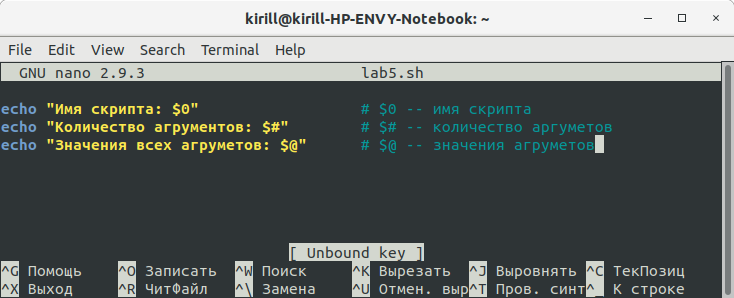 kirill@kirill-HP-ENVY-Notebook: ~
File Edit View Search Terminal Help
GNU nano 2.9.3 lab5.sh
echo "Имя скрипта: $0" # $0 -- имя скрипта
echo "Количество агрументов: $#" # $# -- количество аргуметов
echo "Значения всех агруметов: $@" # $@ -- значения агруметов
[ Unbound key ]
^G Помощь ^O Записать ^W Поиск ^K Вырезать ^J Выровнять ^C ТекПозиц
^X Выход ^R ЧитФайл ^\ Замена ^U Отмен. выр^T Пров. синт^_ К строке